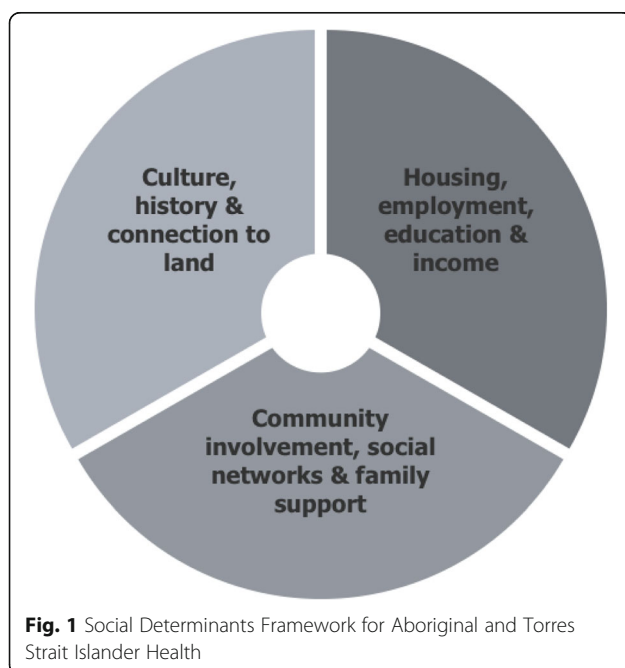 Culture,
history &
connection to
land
Housing,
employment,
education &
income
Community
involvement, social
networks & family
support
Fig. 1 Social Determinants Framework for Aboriginal and Torres
Strait Islander Health